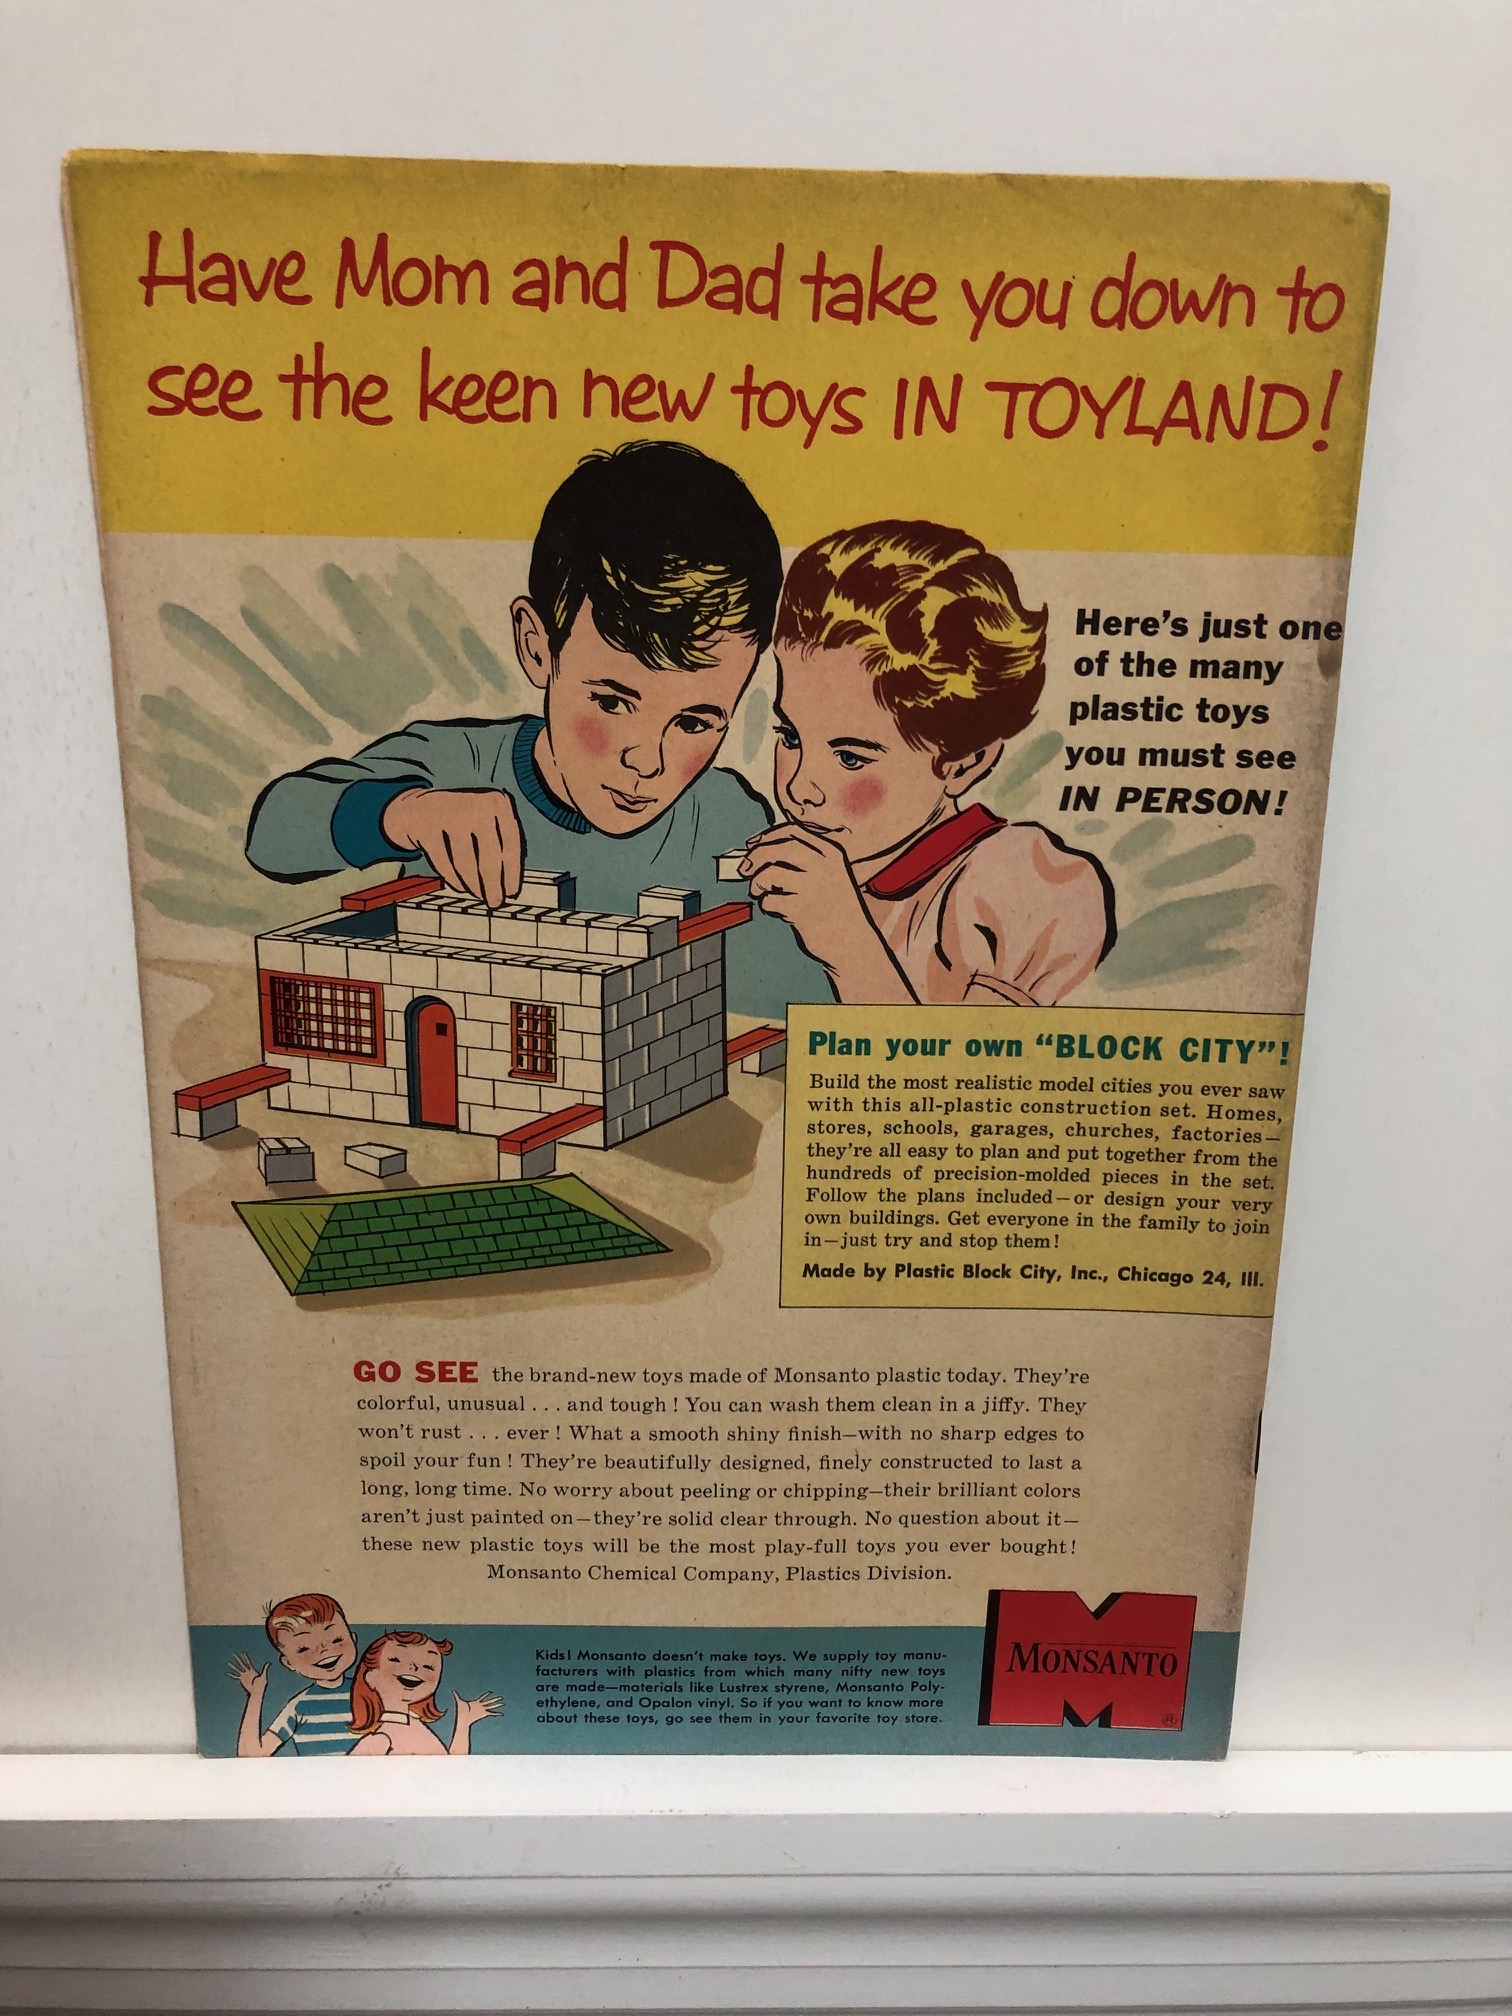 Have Mom and Dad take you down to
see the keen new toys IN TOYLAND!
Here's just one
of the many
plastic toys
you must see
IN PERSON!
Plan your own “BLOCK CITY”!
Build the most realistic model cities you ever saw
with this all-plastic construction set. Homes,
stores, schools, garages, churches, factories—
they're all easy to plan and put together from the
hundreds of precision-molded pieces in the set.
Follow the plans included—or design your very
own buildings. Get everyone in the family to join
in—just try and stop them!
Made by Plastic Block City, Inc., Chicago 24, Ill.
GO SEE the brand-new toys made of Monsanto plastic today. They're
colorful, unusual . . . and tough ! You can wash them clean in a jiffy. They
won't rust . . . ever ! What a smooth shiny finish—with no sharp edges to
spoil your fun ! They're beautifully designed, finely constructed to last a
long, long time. No worry about peeling or chipping—their brilliant colors
aren't just painted on—they're solid clear through. No question about it—
these new plastic toys will be the most play-full toys you ever bought!
Monsanto Chemical Company, Plastics Division.
Kids! Monsanto doesn't make toys. We supply toy manu-
facturers with plastics from which many nifty new toys
are made—materials like Lustrex styrene, Monsanto Poly-
ethylene, and Opalon vinyl. So if you want to know more
about these toys, go see them in your favorite toy store.
MONSANTO
®